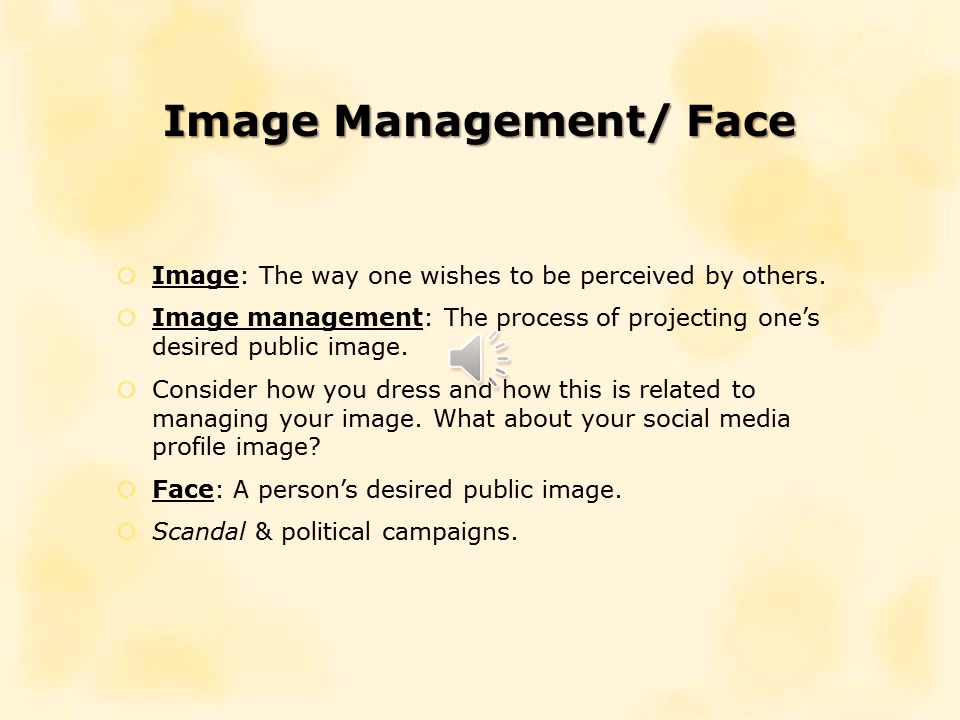 Image Management/ Face
Image: The way one wishes to be perceived by others.
Image management: The process of projecting one’s
desired public image.
Consider how you dress and how this is related to
managing your image. What about your social media
profile image?
Face: A person’s desired public image.
Scandal & political campaigns.